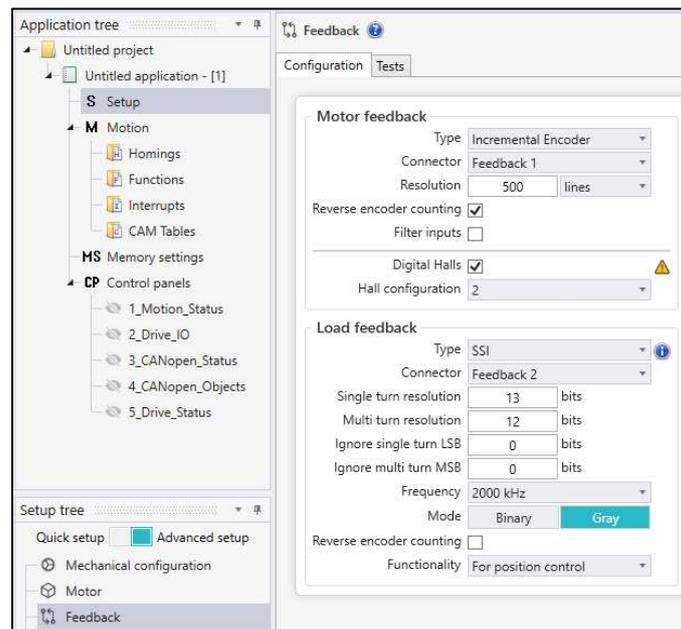 Application tree
Untitled project
Untitled application - [1]
S Setup
M Motion
Homings
Functions
Interrupts
CAM Tables
MS Memory settings
CP Control panels
1_Motion_Status
2_Drive_IO
3_CANopen_Status
4_CANopen_Objects
5_Drive_Status
Setup tree
Quick setup Advanced setup
Mechanical configuration
Motor
Feedback
Feedback ?
Configuration Tests
Motor feedback
Type Incremental Encoder
Connector Feedback 1
Resolution 500 lines
Reverse encoder counting
Filter inputs
Digital Halls
Hall configuration 2
Load feedback
Type SSI
Connector Feedback 2
Single turn resolution 13 bits
Multi turn resolution 12 bits
Ignore single turn LSB 0 bits
Ignore multi turn MSB 0 bits
Frequency 2000 kHz
Mode Binary Gray
Reverse encoder counting
Functionality For position control